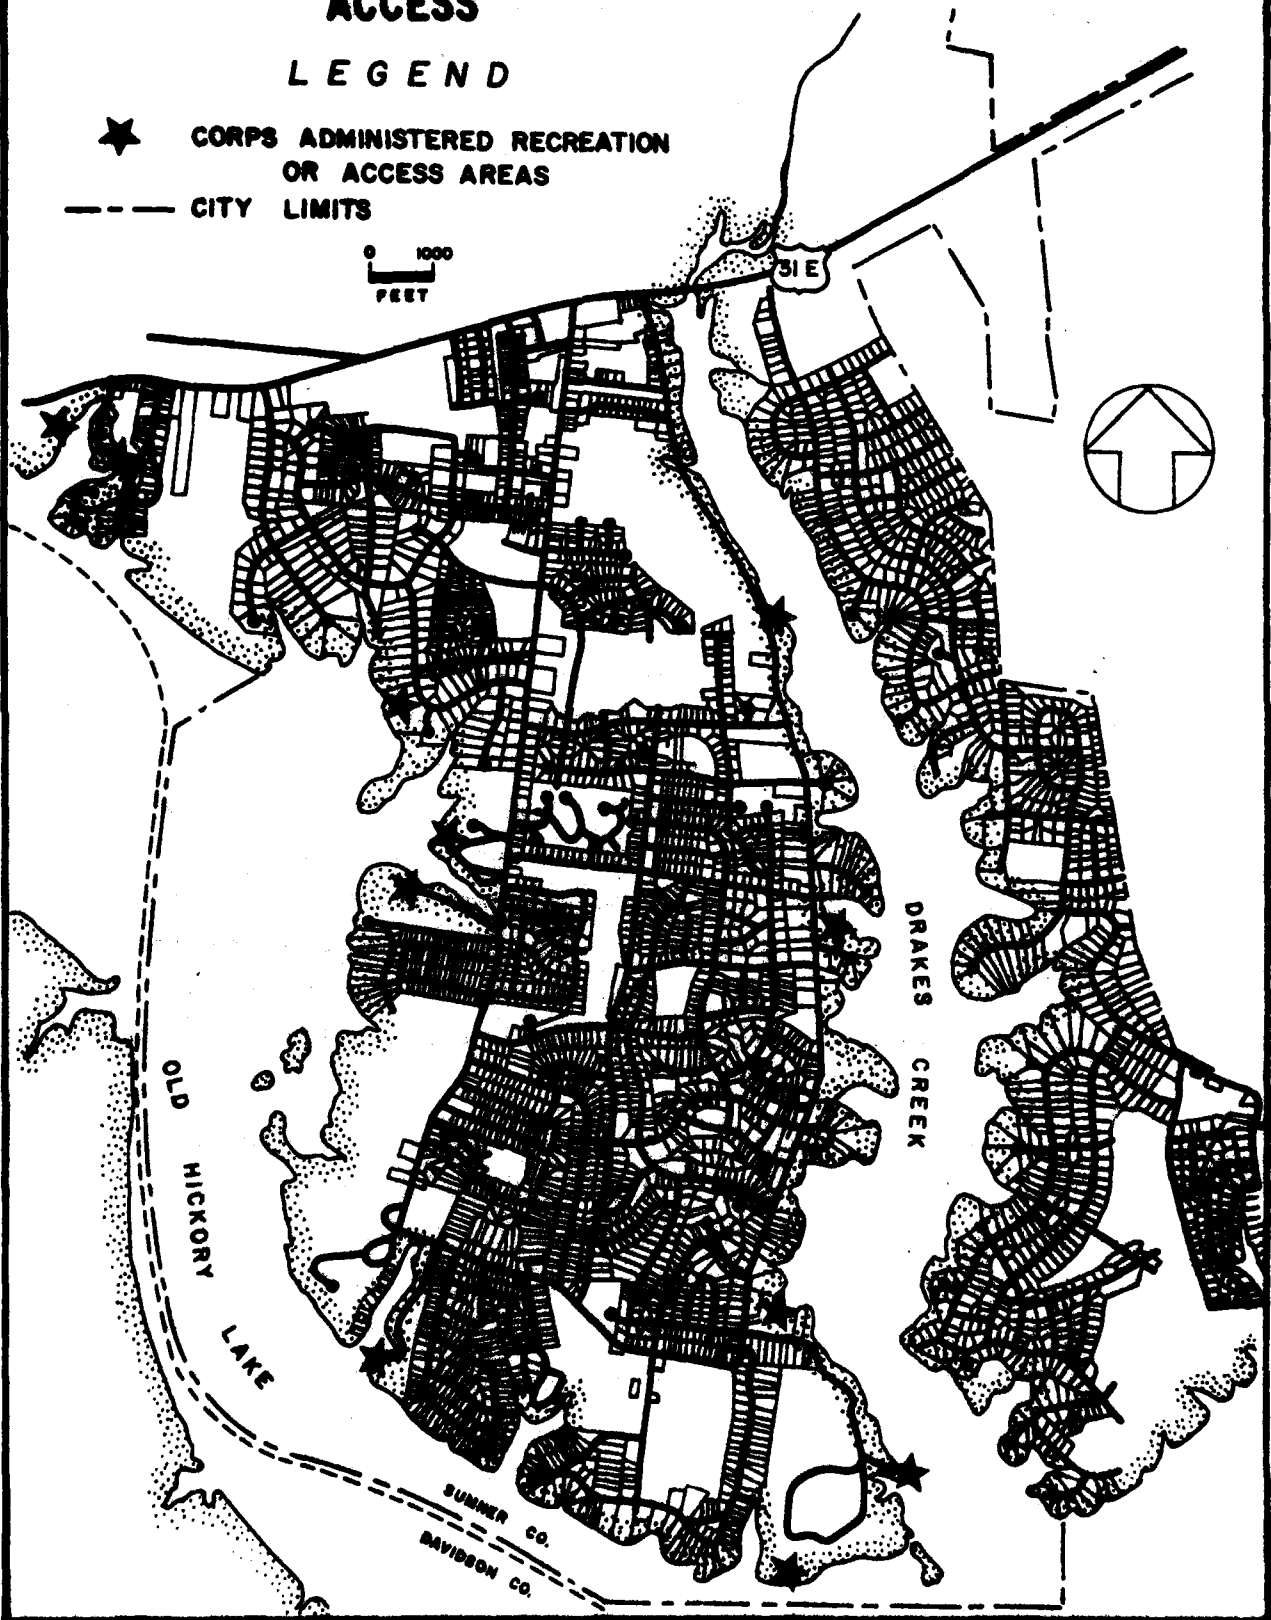 ACCESS
LEGEND
CORPS ADMINISTERED RECREATION
OR ACCESS AREAS
CITY LIMITS
0 1000
FEET
31 E
DRAKES CREEK
OLD HICKORY LAKE
SUMNER CO.
DAVIDSON CO.